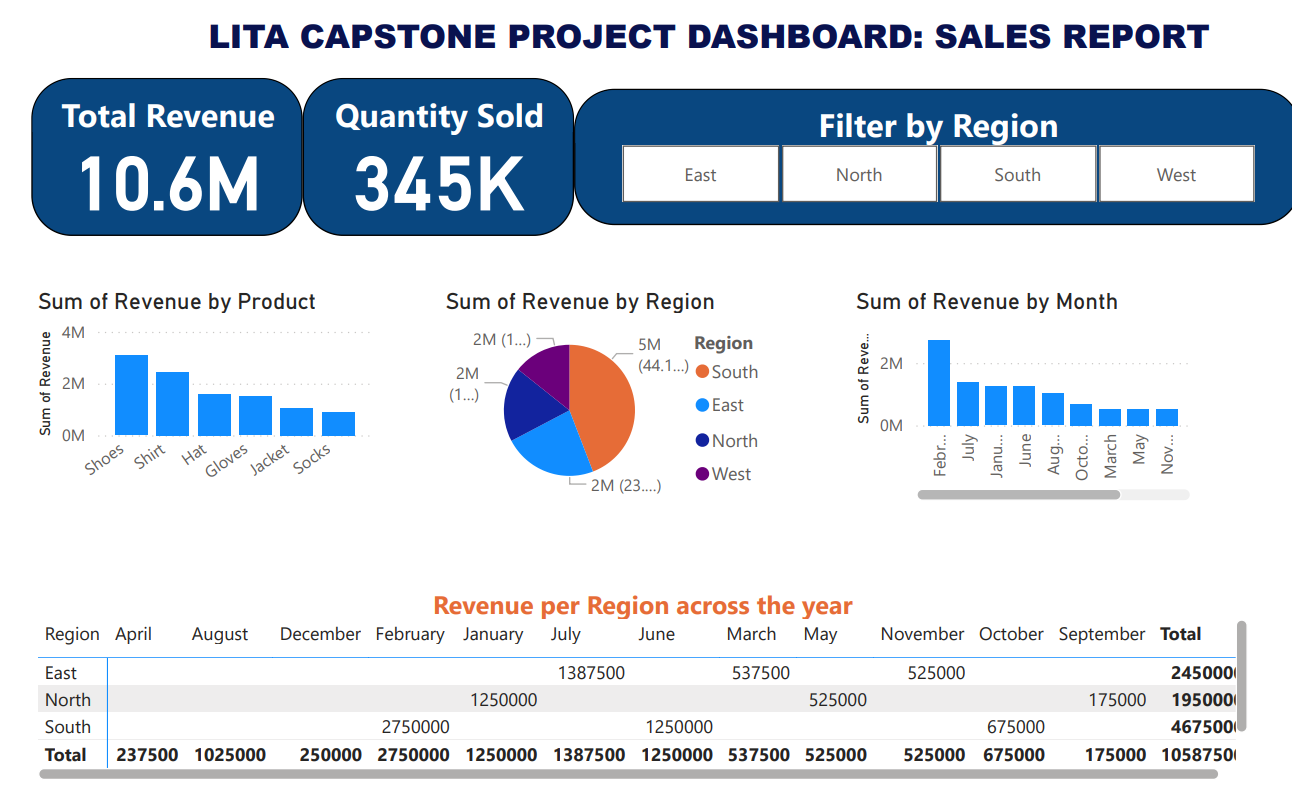 LITA CAPSTONE PROJECT DASHBOARD: SALES REPORT
Total Revenue
10.6M
Quantity Sold
345K
Filter by Region
East North South West
Sum of Revenue by Product
Sum of Revenue
4M
2M
0M
Shoes Shirt Hat Gloves Jacket Socks
Sum of Revenue by Region
2M (1...)
5M
(44.1...)
2M
(1...)
2M (23....)
Region
South
East
North
West
Sum of Revenue by Month
Sum of Reve...
2M
0M
Febr... July Janu... June Aug... Octo... March May Nov...
Revenue per Region across the year
Region April August December February January July June March May November October September Total
East 1387500 537500 525000 245000
North 1250000 525000 175000 195000
South 2750000 1250000 675000 467500
Total 237500 1025000 250000 2750000 1250000 1387500 1250000 537500 525000 525000 675000 175000 1058750